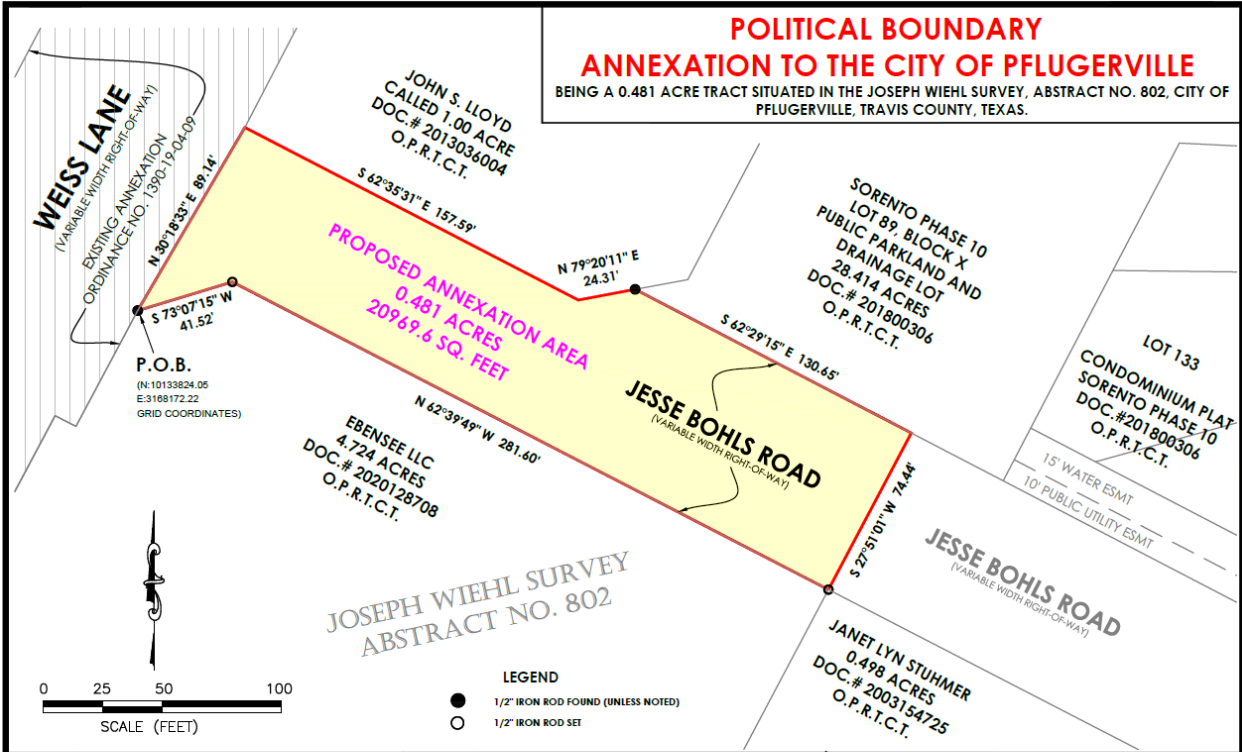 POLITICAL BOUNDARY
ANNEXATION TO THE CITY OF PFLUGERVILLE
BEING A 0.481 ACRE TRACT SITUATED IN THE JOSEPH WIEHL SURVEY, ABSTRACT NO. 802, CITY OF
PFLUGERVILLE, TRAVIS COUNTY, TEXAS.
WEISS LANE
(VARIABLE WIDTH RIGHT-OF-WAY)
EXISTING ANNEXATION
ORDINANCE NO. 1390-19-04-09
N 30°18'33" E 89.14'
JOHN S. LLOYD
CALLED 1.00 ACRE
DOC.# 2013036004
O.P.R.T.C.T.
S 62°35'31" E 157.59'
N 79°20'11" E
24.31'
SORENTO PHASE 10
LOT 89, BLOCK X
PUBLIC PARKLAND AND
DRAINAGE LOT
28.414 ACRES
DOC.# 201800306
O.P.R.T.C.T.
S 62°29'15" E 130.65'
LOT 133
CONDOMINIUM PLAT
SORENTO PHASE 10
DOC.#201800306
O.P.R.T.C.T.
15' WATER ESMT
10' PUBLIC UTILITY ESMT
PROPOSED ANNEXATION AREA
0.481 ACRES
20969.6 SQ. FEET
S 73°07'15" W
41.52'
P.O.B.
(N:10133824.05
E:3168172.22
GRID COORDINATES)
JESSE BOHLS ROAD
(VARIABLE WIDTH RIGHT-OF-WAY)
N 62°39'49" W 281.60'
EBENSEE LLC
4.724 ACRES
DOC.# 2020128708
O.P.R.T.C.T.
S 27°51'01" W 74.44'
JESSE BOHLS ROAD
(VARIABLE WIDTH RIGHT-OF-WAY)
JOSEPH WIEHL SURVEY
ABSTRACT NO. 802
JANET LYN STUHMER
0.498 ACRES
DOC.# 2003154725
O.P.R.T.C.T.
0 25 50 100
SCALE (FEET)
LEGEND
1/2" IRON ROD FOUND (UNLESS NOTED)
1/2" IRON ROD SET